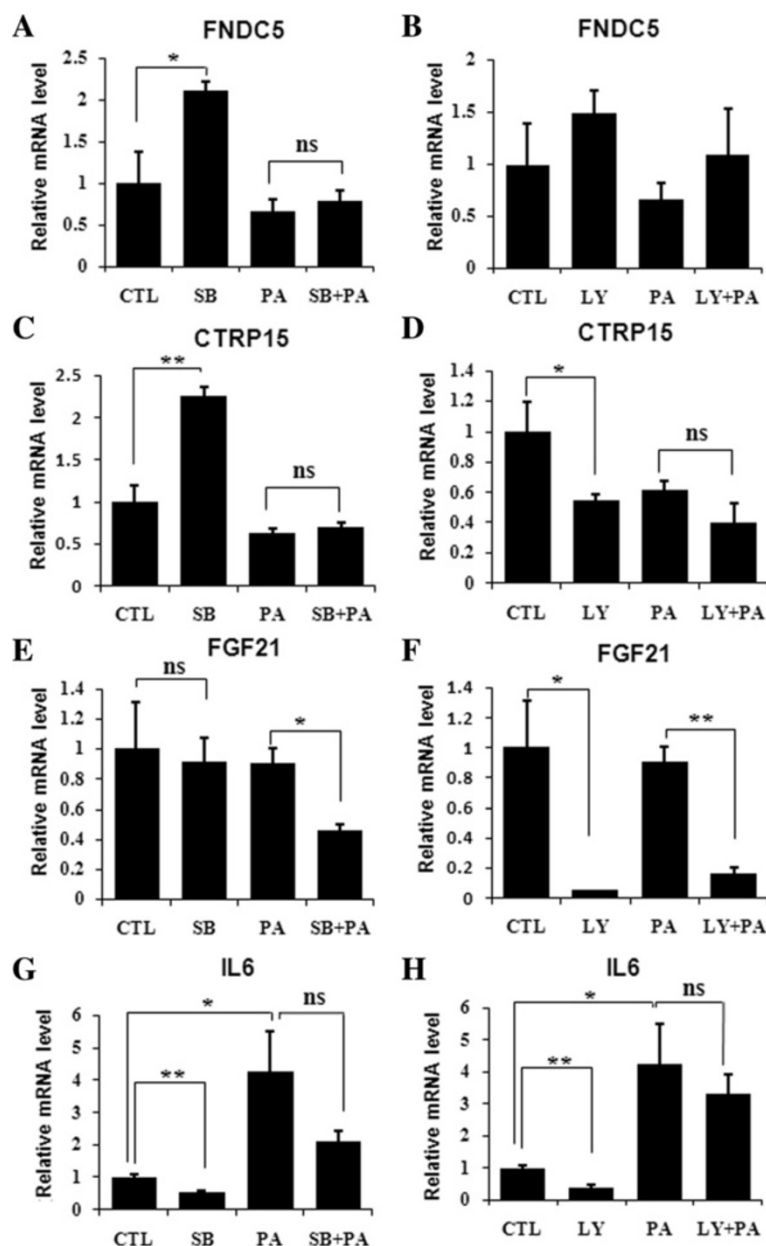 A
FNDC5
Relative mRNA level
2.5
2
1.5
1
0.5
0
*
ns
CTL SB PA SB+PA
B
FNDC5
Relative mRNA level
2
1.5
1
0.5
0
CTL LY PA LY+PA
C
CTRP15
Relative mRNA level
2.5
2
1.5
1
0.5
0
**
ns
CTL SB PA SB+PA
D
CTRP15
Relative mRNA level
1.4
1.2
1
0.8
0.6
0.4
0.2
0
*
ns
CTL LY PA LY+PA
E
FGF21
Relative mRNA level
1.4
1.2
1
0.8
0.6
0.4
0.2
0
ns
*
CTL SB PA SB+PA
F
FGF21
Relative mRNA level
1.4
1.2
1
0.8
0.6
0.4
0.2
0
*
**
CTL LY PA LY+PA
G
IL6
Relative mRNA level
6
5
4
3
2
1
0
*
ns
**
CTL SB PA SB+PA
H
IL6
Relative mRNA level
6
5
4
3
2
1
0
*
ns
**
CTL LY PA LY+PA